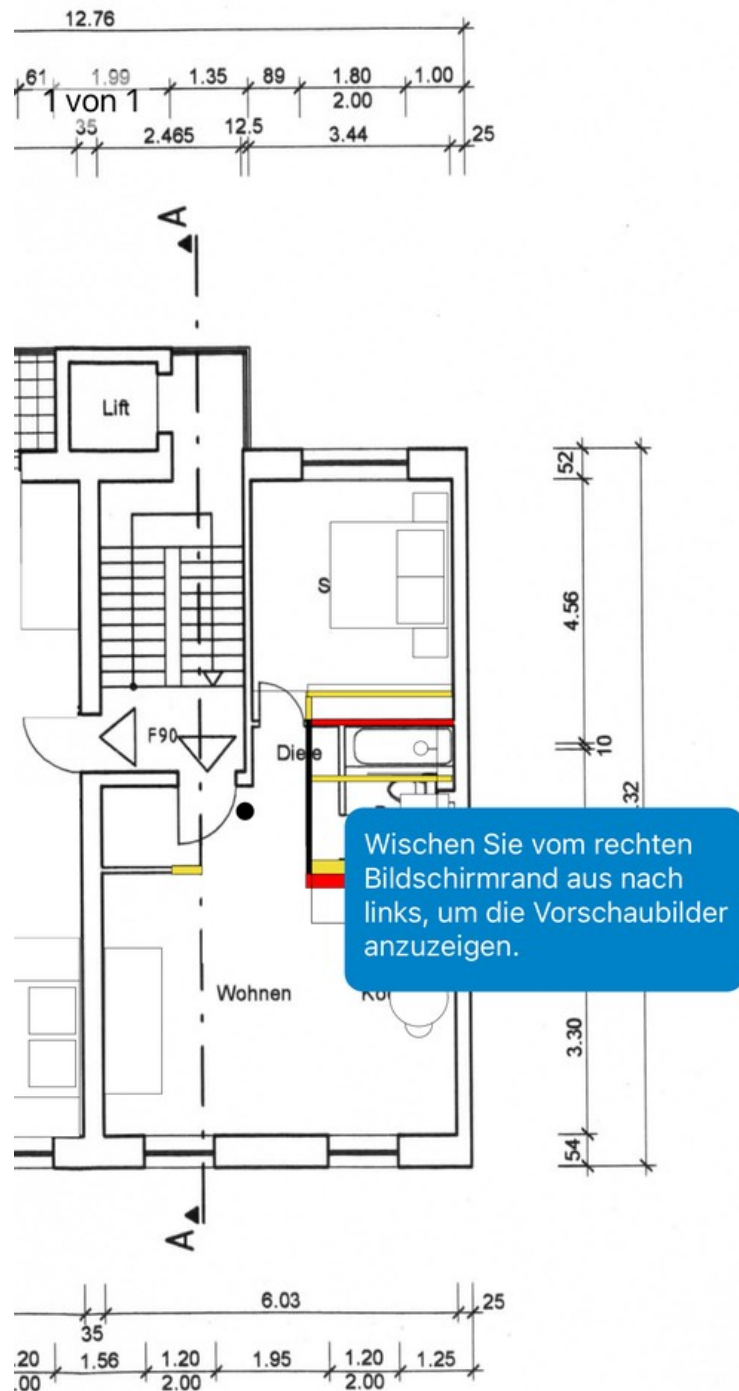 12.76
61 1.99 1.35 89 1.80 1.00
1 von 1
2.00
35 2.465 12.5 3.44 25
A
Lift
52
S
4.56
F90
Diele
10
.32
Wischen Sie vom rechten
Bildschirmrand aus nach
links, um die Vorschaubilder
anzuzeigen.
Wohnen
3.30
54
A
6.03 25
35
.20 1.56 1.20 1.95 1.20 1.25
.00 2.00 2.00